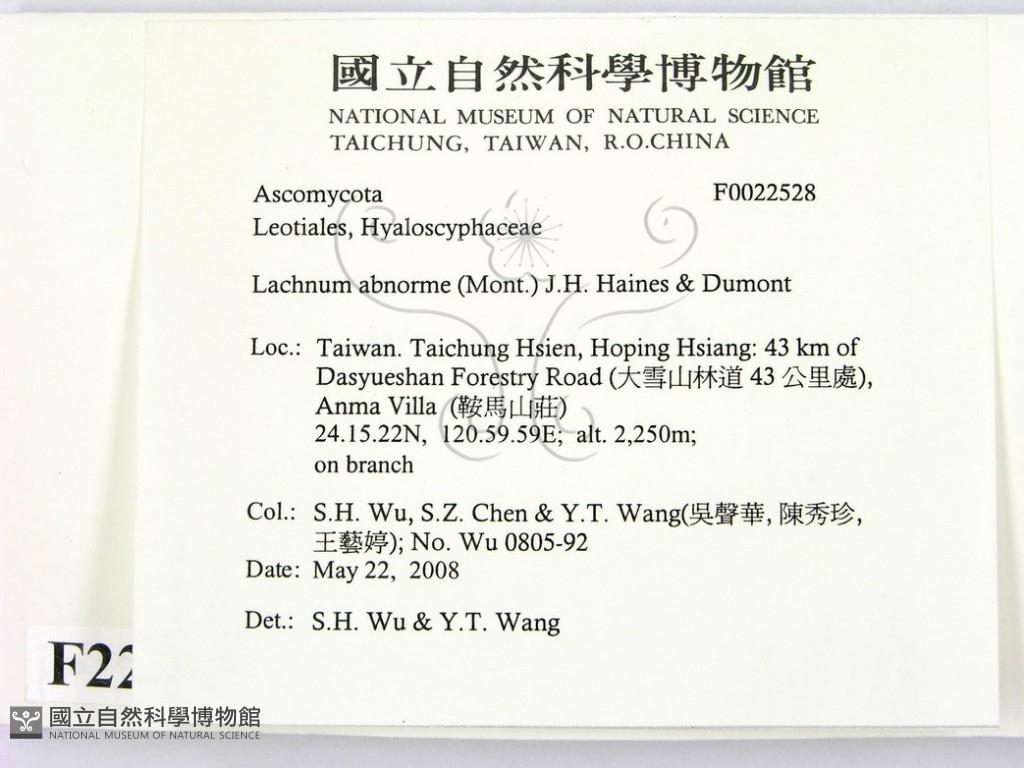 國立自然科學博物館
NATIONAL MUSEUM OF NATURAL SCIENCE
TAICHUNG, TAIWAN, R.O.CHINA
Ascomycota F0022528
Leotiales, Hyaloscyphaceae
Lachnum abnorme (Mont.) J.H. Haines & Dumont
Loc.: Taiwan. Taichung Hsien, Hoping Hsiang: 43 km of
Dasyueshan Forestry Road (大雪山林道 43 公里處),
Anma Villa (鞍馬山莊)
24.15.22N, 120.59.59E; alt. 2,250m;
on branch
Col.: S.H. Wu, S.Z. Chen & Y.T. Wang(吳聲華, 陳秀珍,
王藝婷); No. Wu 0805-92
Date: May 22, 2008
Det.: S.H. Wu & Y.T. Wang
F22
國立自然科學博物館
NATIONAL MUSEUM OF NATURAL SCIENCE